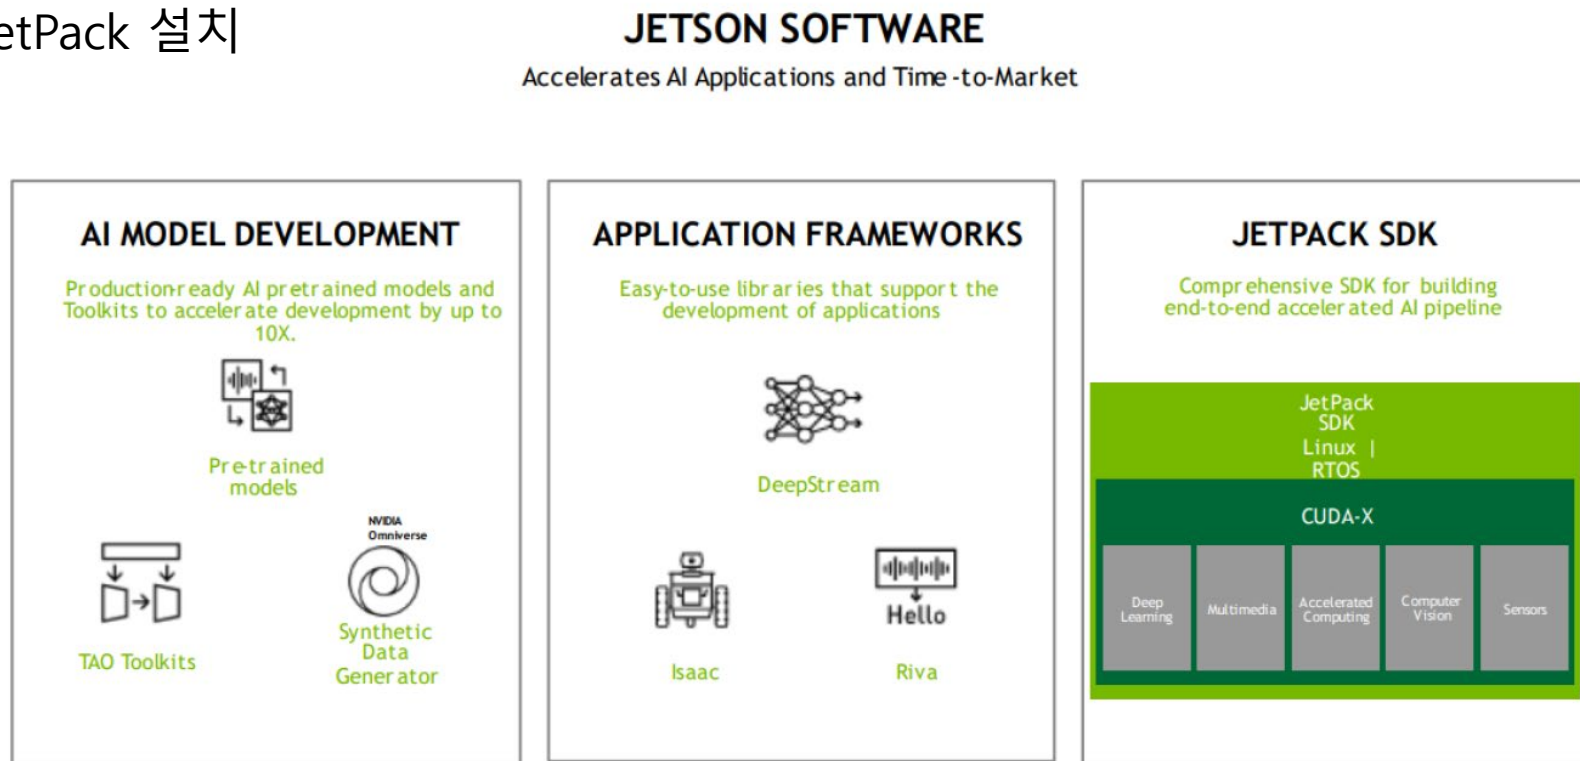 etPack 설치
JETSON SOFTWARE
Accelerates AI Applications and Time-to-Market
AI MODEL DEVELOPMENT
Production-ready AI pretrained models and
Toolkits to accelerate development by up to
10X.
Pre-trained
models
TAO Toolkits
NVIDIA
Omniverse
Synthetic
Data
Generator
APPLICATION FRAMEWORKS
Easy-to-use libraries that support the
development of applications
DeepStream
Isaac
Hello
Riva
JETPACK SDK
Comprehensive SDK for building
end-to-end accelerated AI pipeline
JetPack
SDK
Linux |
RTOS
CUDA-X
Deep
Learning
Multimedia
Accelerated
Computing
Computer
Vision
Sensors